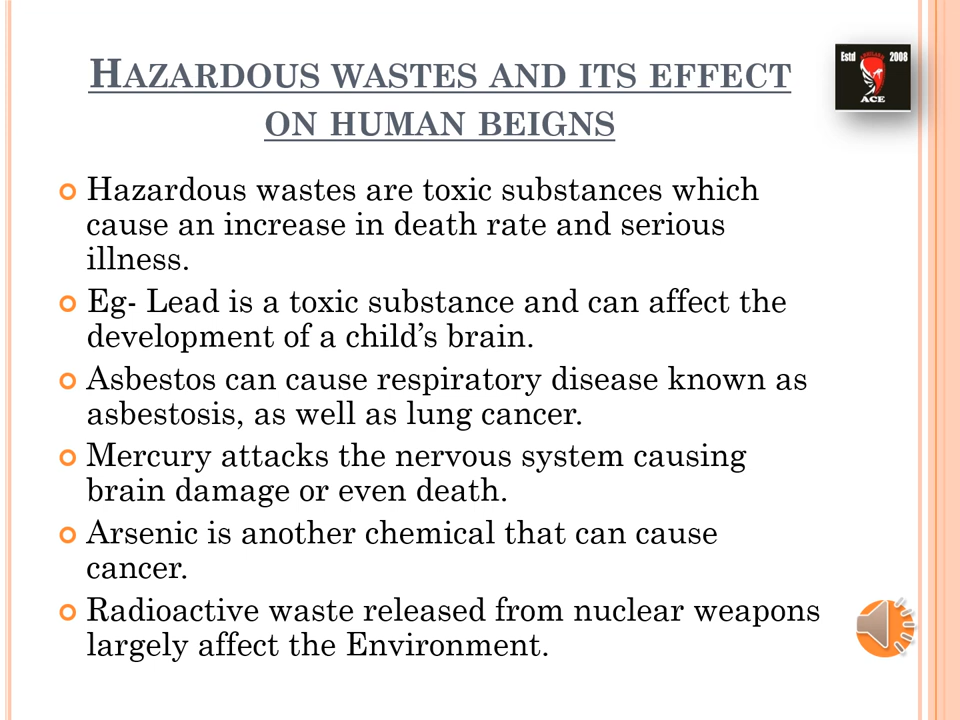 HAZARDOUS WASTES AND ITS EFFECT
ON HUMAN BEIGNS
Estd 2008
ACE
Hazardous wastes are toxic substances which
cause an increase in death rate and serious
illness.
Eg- Lead is a toxic substance and can affect the
development of a child’s brain.
Asbestos can cause respiratory disease known as
asbestosis, as well as lung cancer.
Mercury attacks the nervous system causing
brain damage or even death.
Arsenic is another chemical that can cause
cancer.
Radioactive waste released from nuclear weapons
largely affect the Environment.